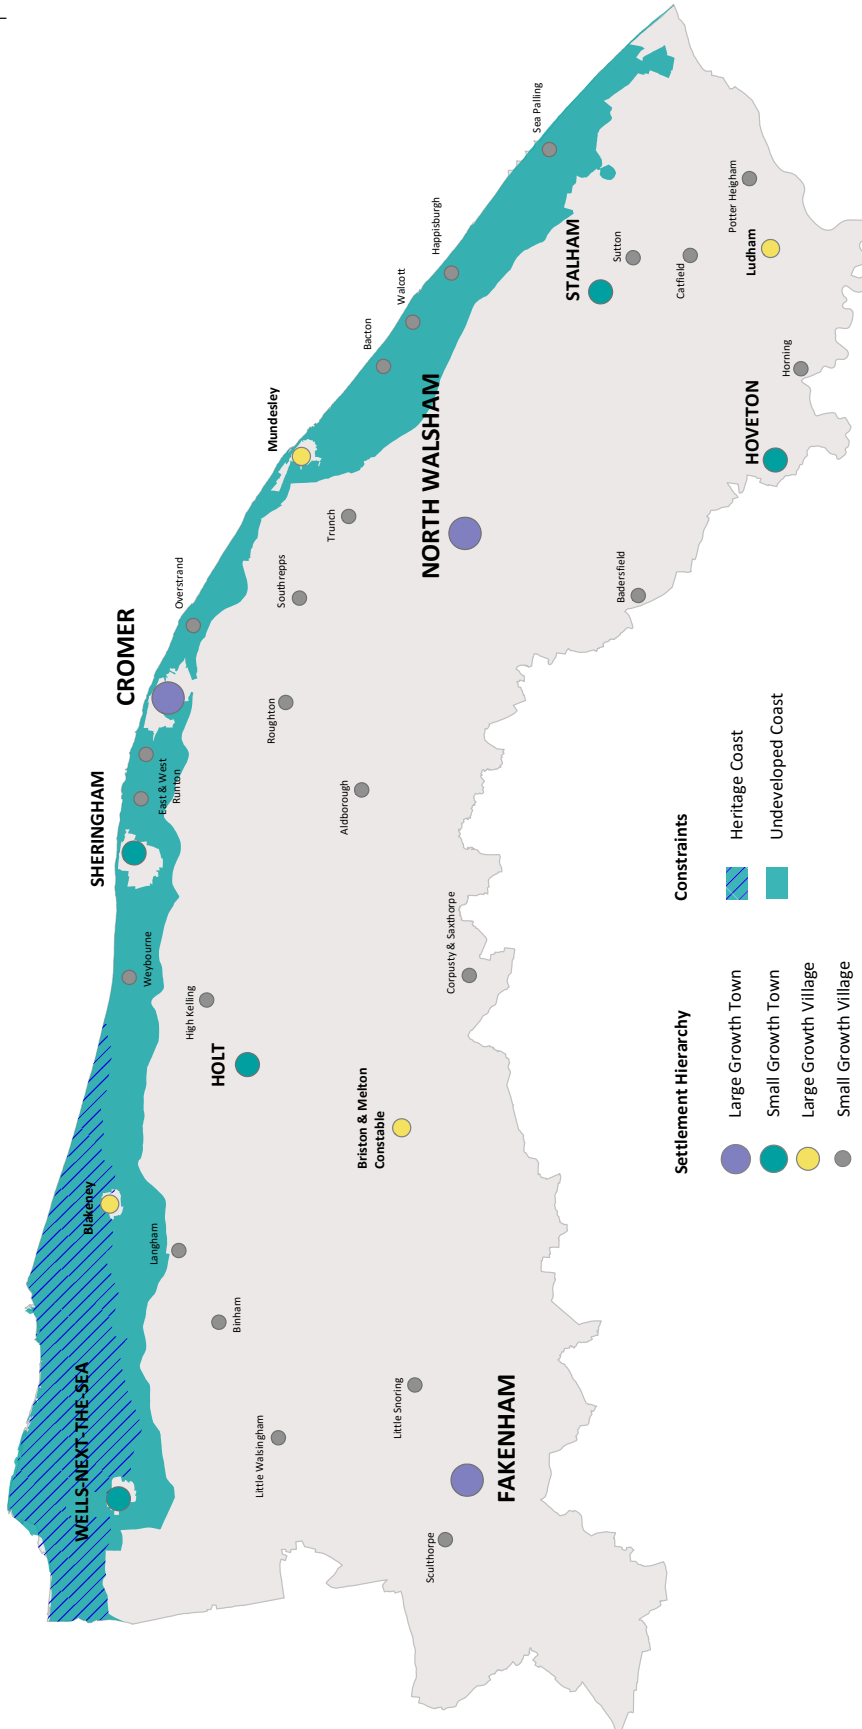 WELLS-NEXT-THE-SEA
Blakeney
Langham
Binham
Little Walsingham
Little Snoring
Sculthorpe
FAKENHAM
Weybourne
High Kelling
HOLT
Briston & Melton
Constable
Corpusty & Saxthorpe
SHERINGHAM
East & West
Runton
CROMER
Overstrand
Roughton
Aldborough
Southrepps
Trunch
Mundesley
Bacton
Walcott
Happisburgh
Sea Palling
NORTH WALSHAM
Badersfield
STALHAM
Sutton
Catfield
Potter Heigham
Ludham
Horning
HOVETON
Settlement Hierarchy
Large Growth Town
Small Growth Town
Large Growth Village
Small Growth Village
Constraints
Heritage Coast
Undeveloped Coast